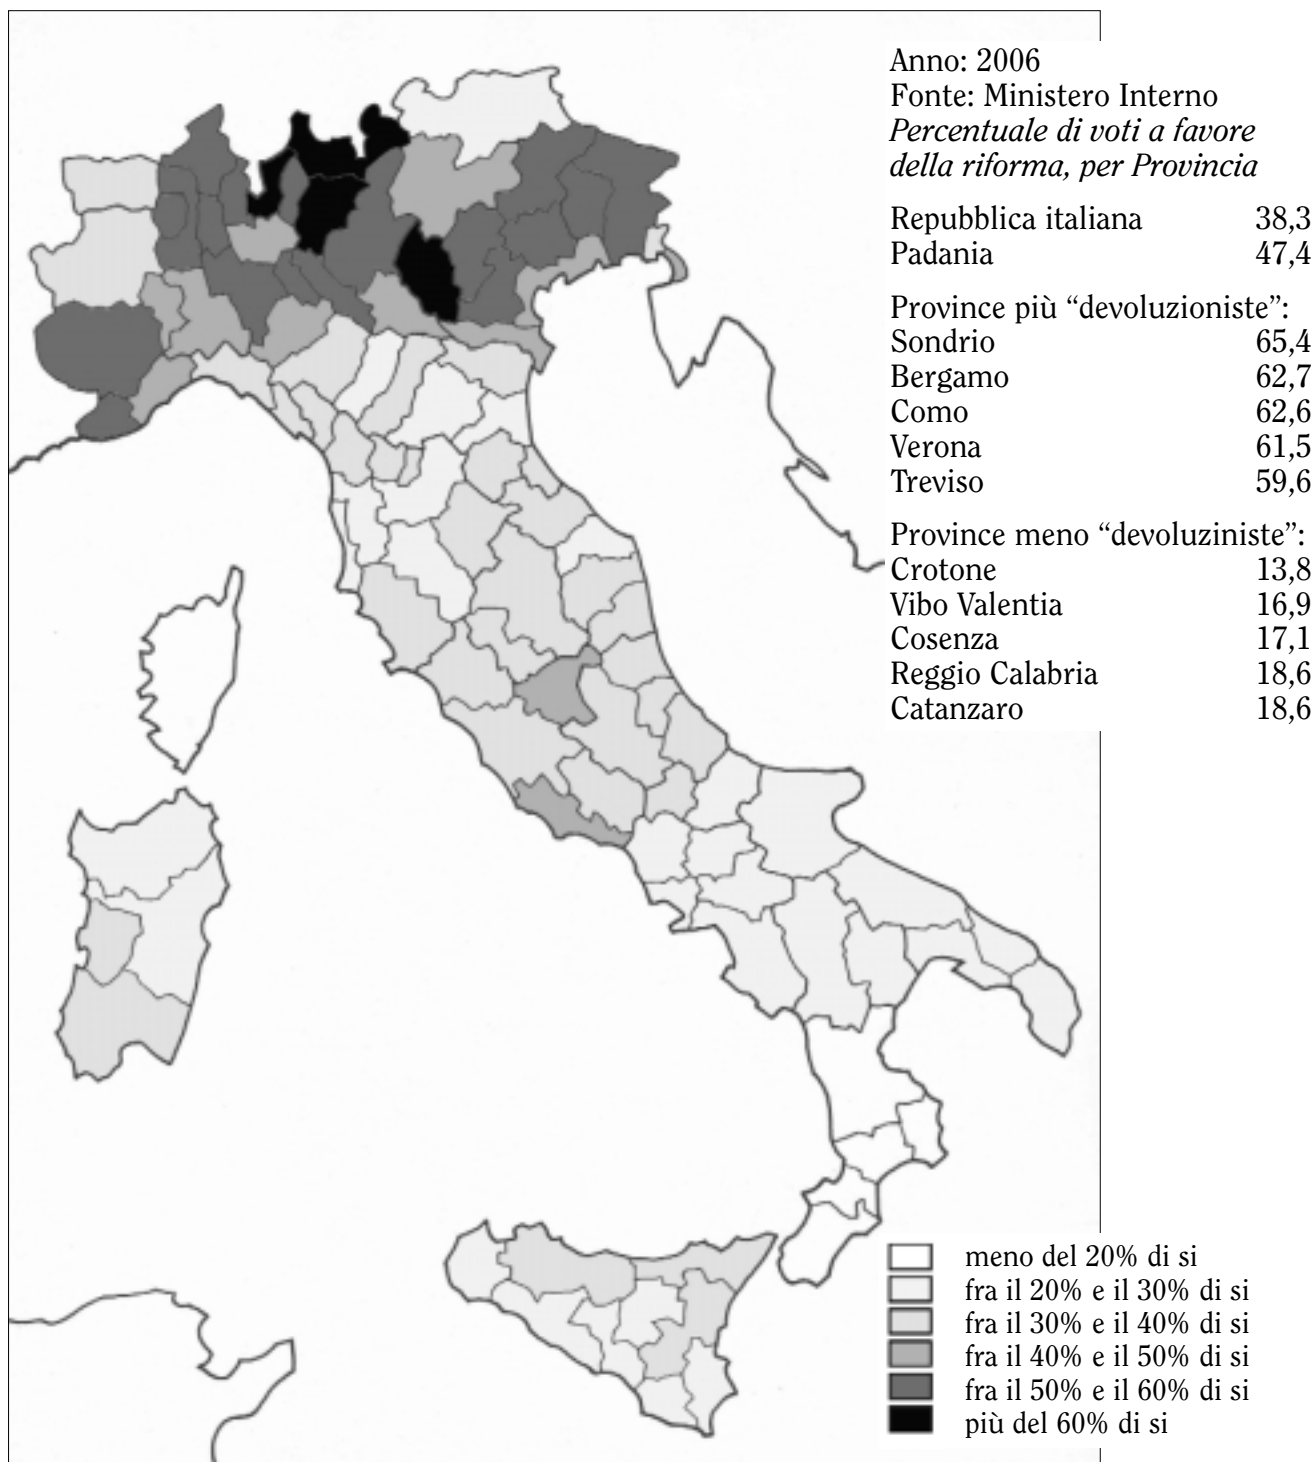 Anno: 2006
Fonte: Ministero Interno
Percentuale di voti a favore
della riforma, per Provincia
Repubblica italiana 38,3
Padania 47,4
Province più “devoluzioniste”:
Sondrio 65,4
Bergamo 62,7
Como 62,6
Verona 61,5
Treviso 59,6
Province meno “devoluziniste”:
Crotone 13,8
Vibo Valentia 16,9
Cosenza 17,1
Reggio Calabria 18,6
Catanzaro 18,6
meno del 20% di si
fra il 20% e il 30% di si
fra il 30% e il 40% di si
fra il 40% e il 50% di si
fra il 50% e il 60% di si
più del 60% di si